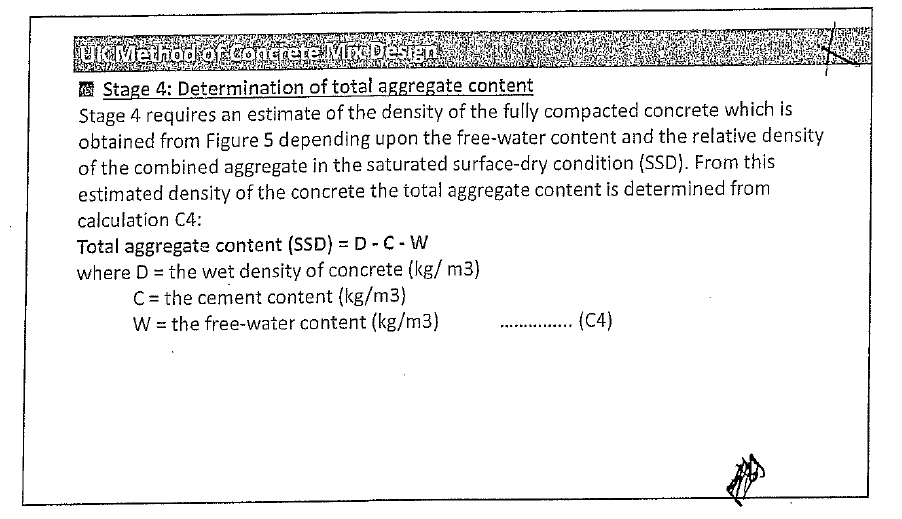 UK Method of Concrete Mix Design
Stage 4: Determination of total aggregate content
Stage 4 requires an estimate of the density of the fully compacted concrete which is
obtained from Figure 5 depending upon the free-water content and the relative density
of the combined aggregate in the saturated surface-dry condition (SSD). From this
estimated density of the concrete the total aggregate content is determined from
calculation C4:
Total aggregate content (SSD) = D - C - W
where D = the wet density of concrete (kg/ m3)
C = the cement content (kg/m3)
W = the free-water content (kg/m3) ............... (C4)